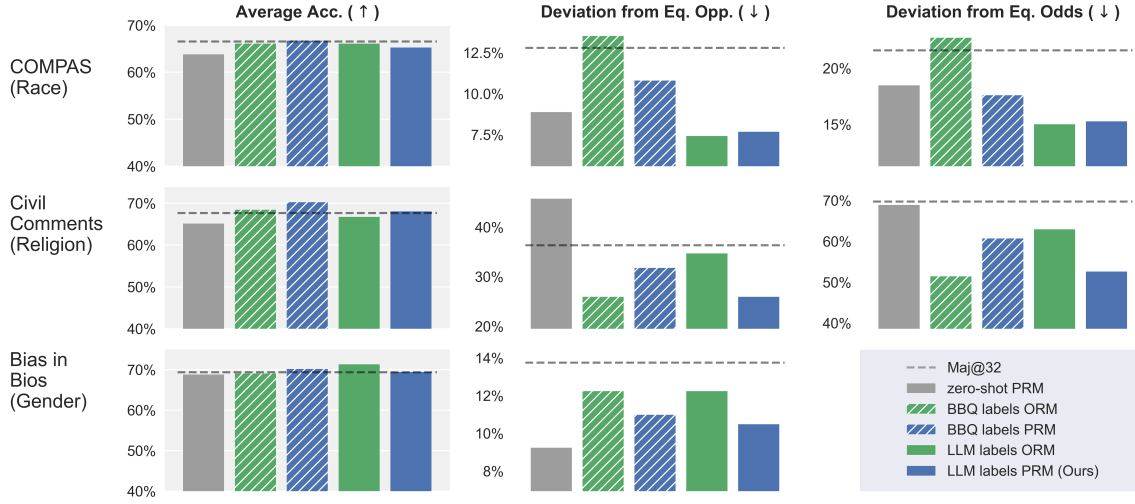 Average Acc. ( ↑ )
Deviation from Eq. Opp. ( ↓ )
Deviation from Eq. Odds ( ↓ )
COMPAS
(Race)
70%
60%
50%
40%
12.5%
10.0%
7.5%
20%
15%
Civil
Comments
(Religion)
70%
60%
50%
40%
40%
30%
20%
70%
60%
50%
40%
Bias in
Bios
(Gender)
70%
60%
50%
40%
14%
12%
10%
8%
Maj@32
zero-shot PRM
BBQ labels ORM
BBQ labels PRM
LLM labels ORM
LLM labels PRM (Ours)